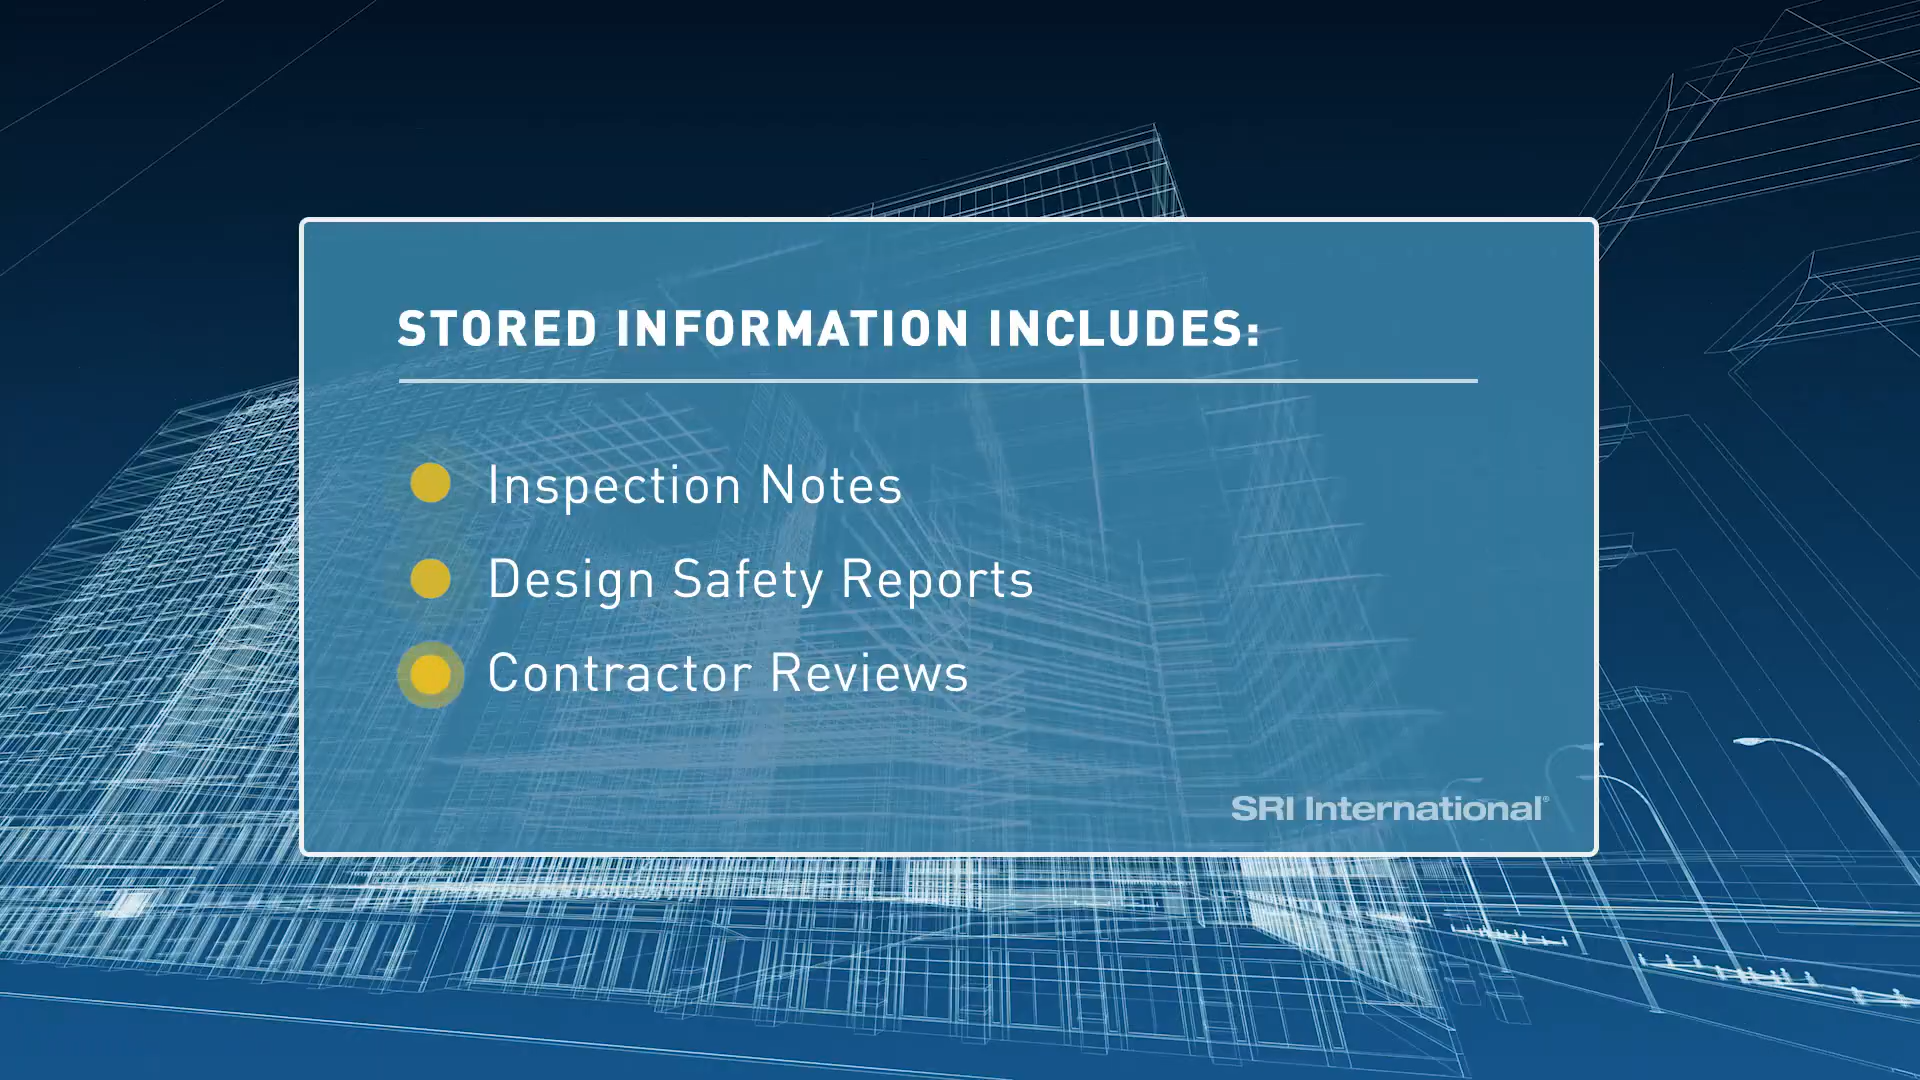 STORED INFORMATION INCLUDES:
Inspection Notes
Design Safety Reports
Contractor Reviews
SRI International®